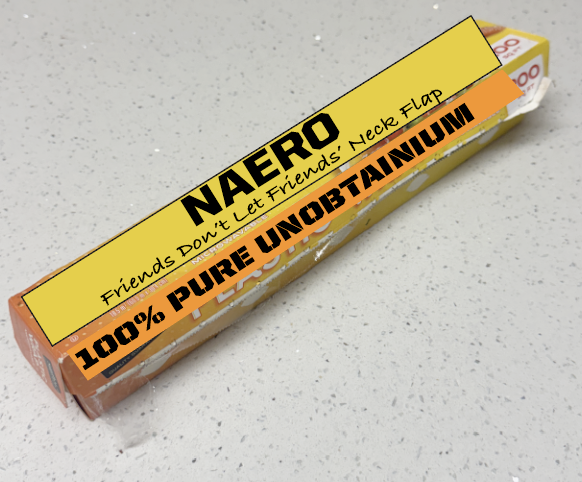 NAERO
Friends Don't Let Friends' Neck Flap
100% PURE UNOBTAINIUM